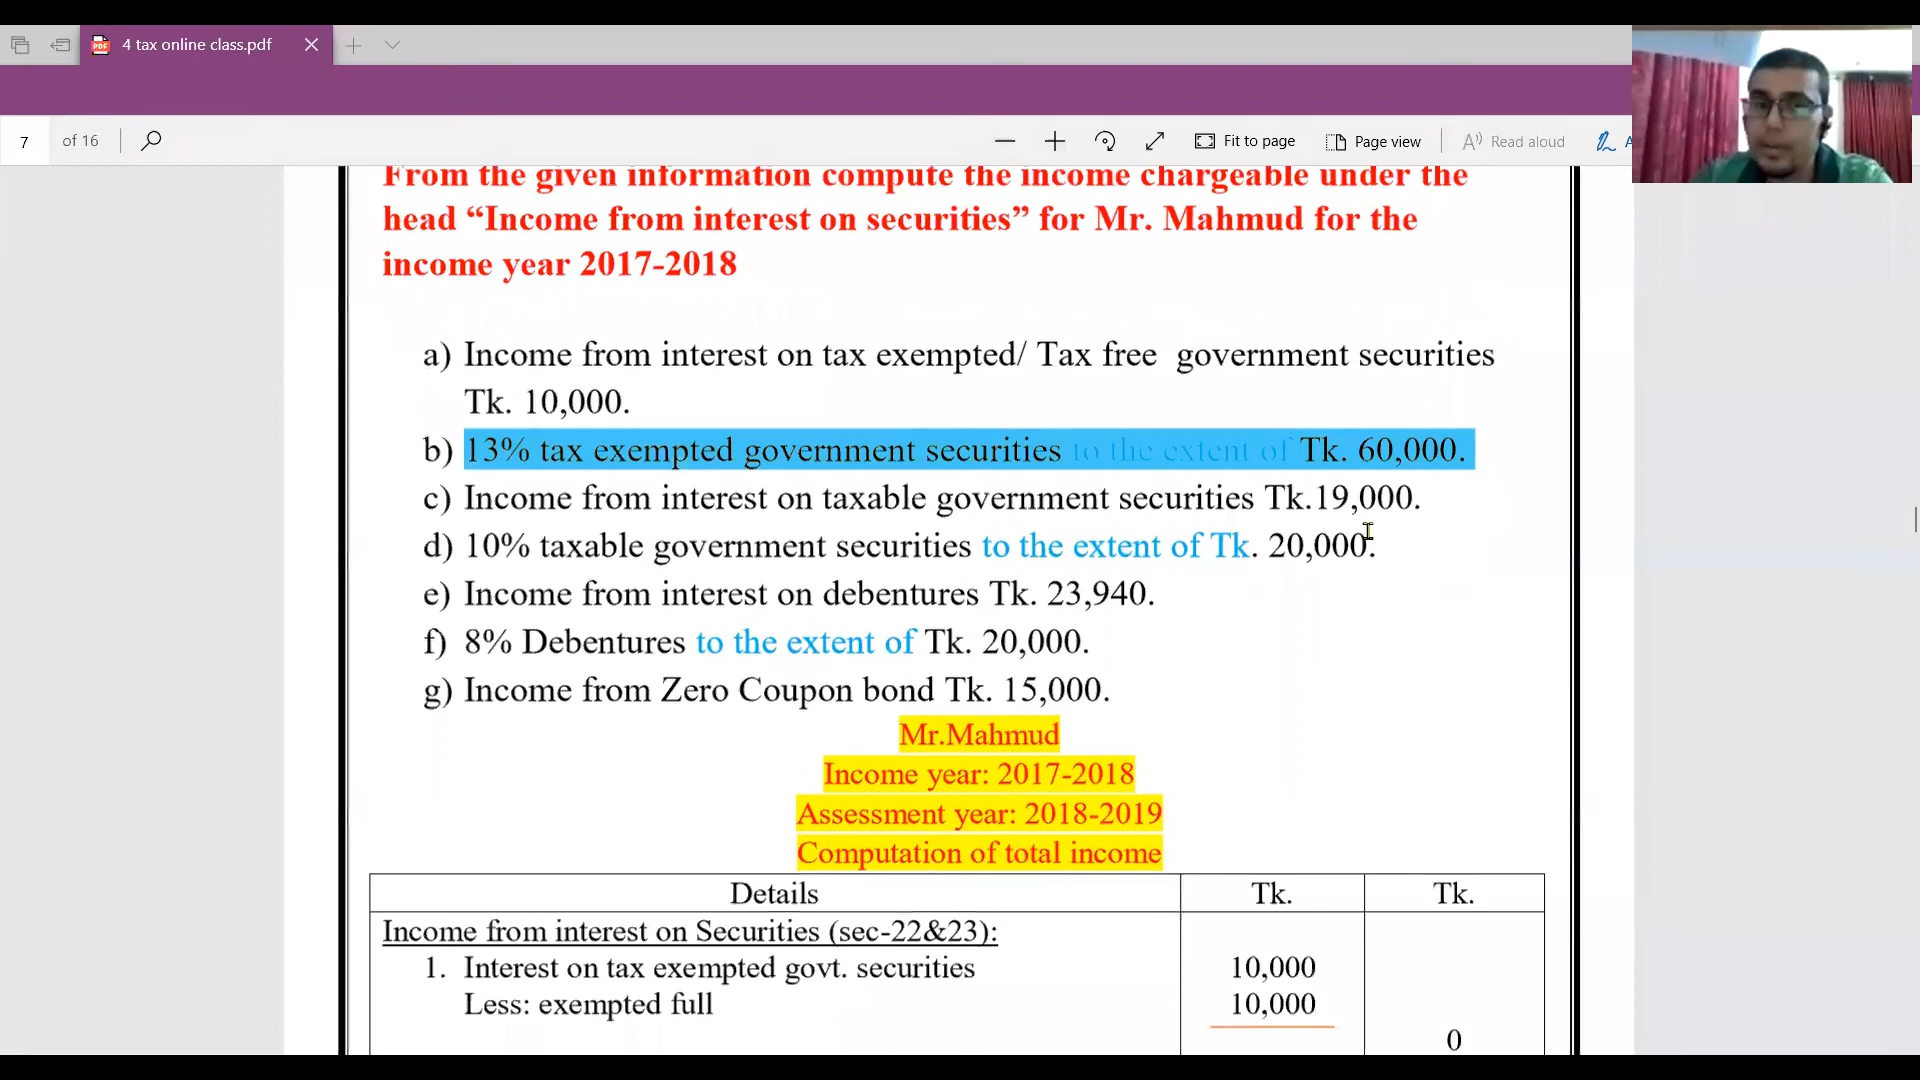 4 tax online class.pdf
7 of 16
Fit to page
Page view
Read aloud
From the given information compute the income chargeable under the
head “Income from interest on securities” for Mr. Mahmud for the
income year 2017-2018
a) Income from interest on tax exempted/ Tax free government securities
Tk. 10,000.
b) 13% tax exempted government securities to the extent of Tk. 60,000.
c) Income from interest on taxable government securities Tk.19,000.
d) 10% taxable government securities to the extent of Tk. 20,000.
e) Income from interest on debentures Tk. 23,940.
f) 8% Debentures to the extent of Tk. 20,000.
g) Income from Zero Coupon bond Tk. 15,000.
Mr.Mahmud
Income year: 2017-2018
Assessment year: 2018-2019
Computation of total income
Details Tk. Tk.
Income from interest on Securities (sec-22&23):
1. Interest on tax exempted govt. securities 10,000
Less: exempted full 10,000
0